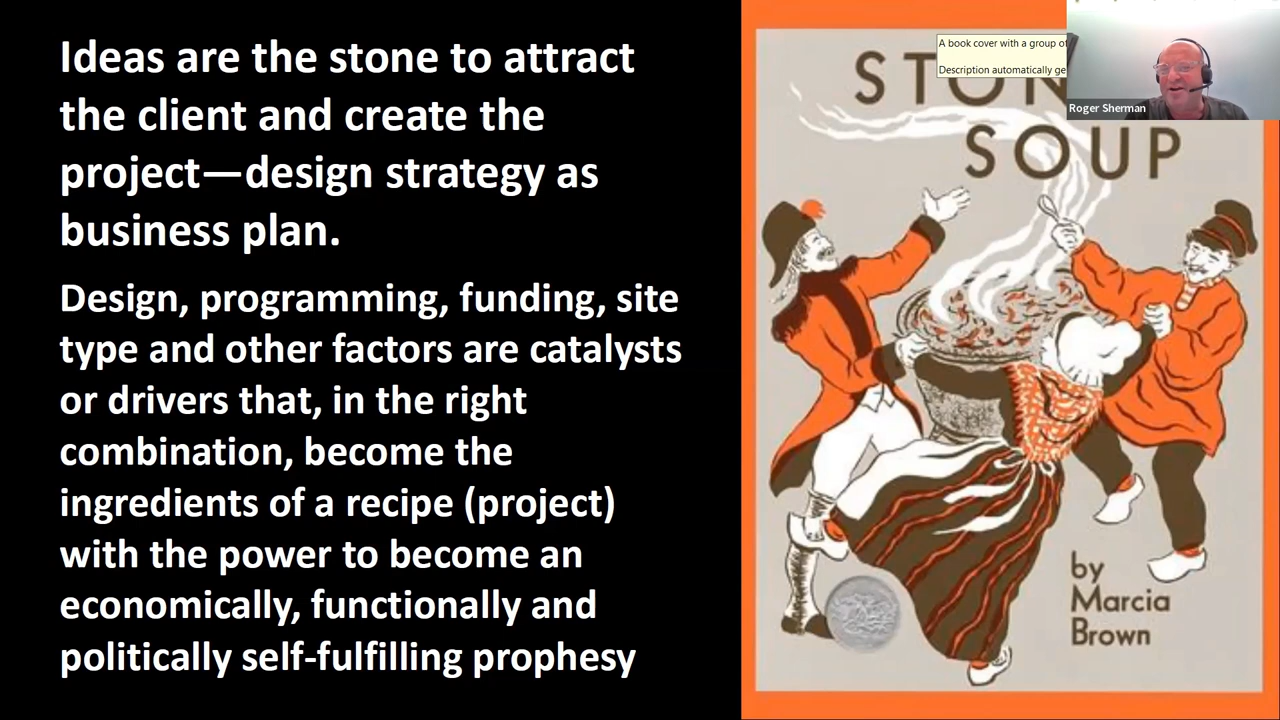 Ideas are the stone to attract
the client and create the
project—design strategy as
business plan.
Design, programming, funding, site
type and other factors are catalysts
or drivers that, in the right
combination, become the
ingredients of a recipe (project)
with the power to become an
economically, functionally and
politically self-fulfilling prophesy
A book cover with a group of
Description automatically ge
Roger Sherman
STON
SOUP
by
Marcia
Brown